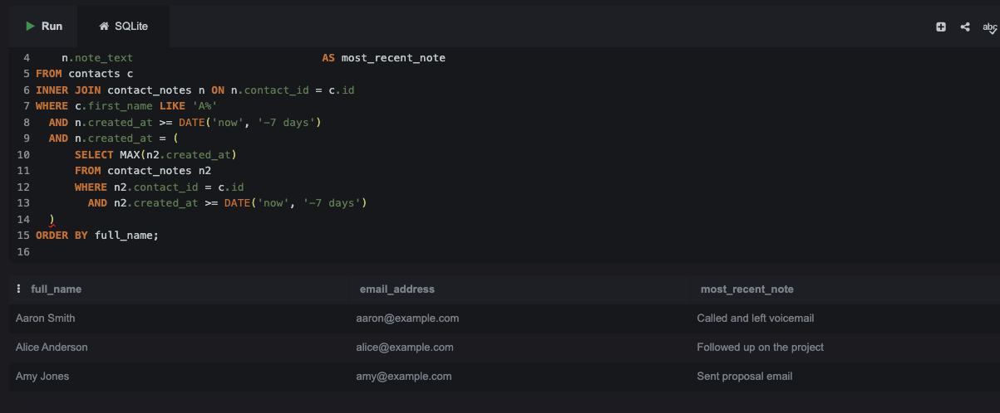 Run SQLite abc
4 n.note_text AS most_recent_note
5 FROM contacts c
6 INNER JOIN contact_notes n ON n.contact_id = c.id
7 WHERE c.first_name LIKE 'A%'
8 AND n.created_at >= DATE('now', '-7 days')
9 AND n.created_at = (
10 SELECT MAX(n2.created_at)
11 FROM contact_notes n2
12 WHERE n2.contact_id = c.id
13 AND n2.created_at >= DATE('now', '-7 days')
14 )
15 ORDER BY full_name;
16
full_name email_address most_recent_note
Aaron Smith aaron@example.com Called and left voicemail
Alice Anderson alice@example.com Followed up on the project
Amy Jones amy@example.com Sent proposal email